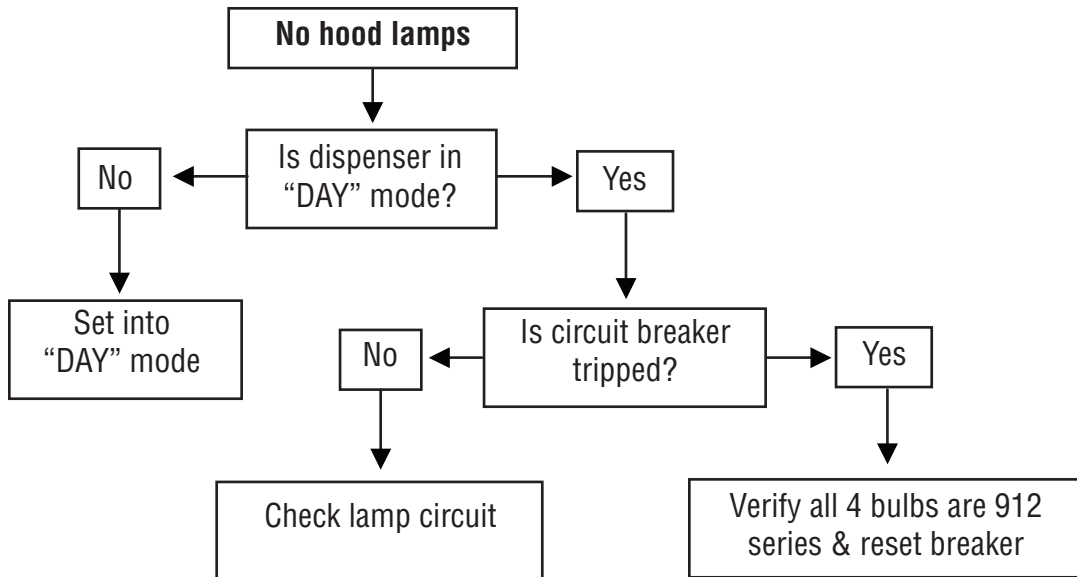 No hood lamps
Is dispenser in
“DAY” mode?
No
Yes
Set into
“DAY” mode
Is circuit breaker
tripped?
No
Yes
Check lamp circuit
Verify all 4 bulbs are 912
series & reset breaker